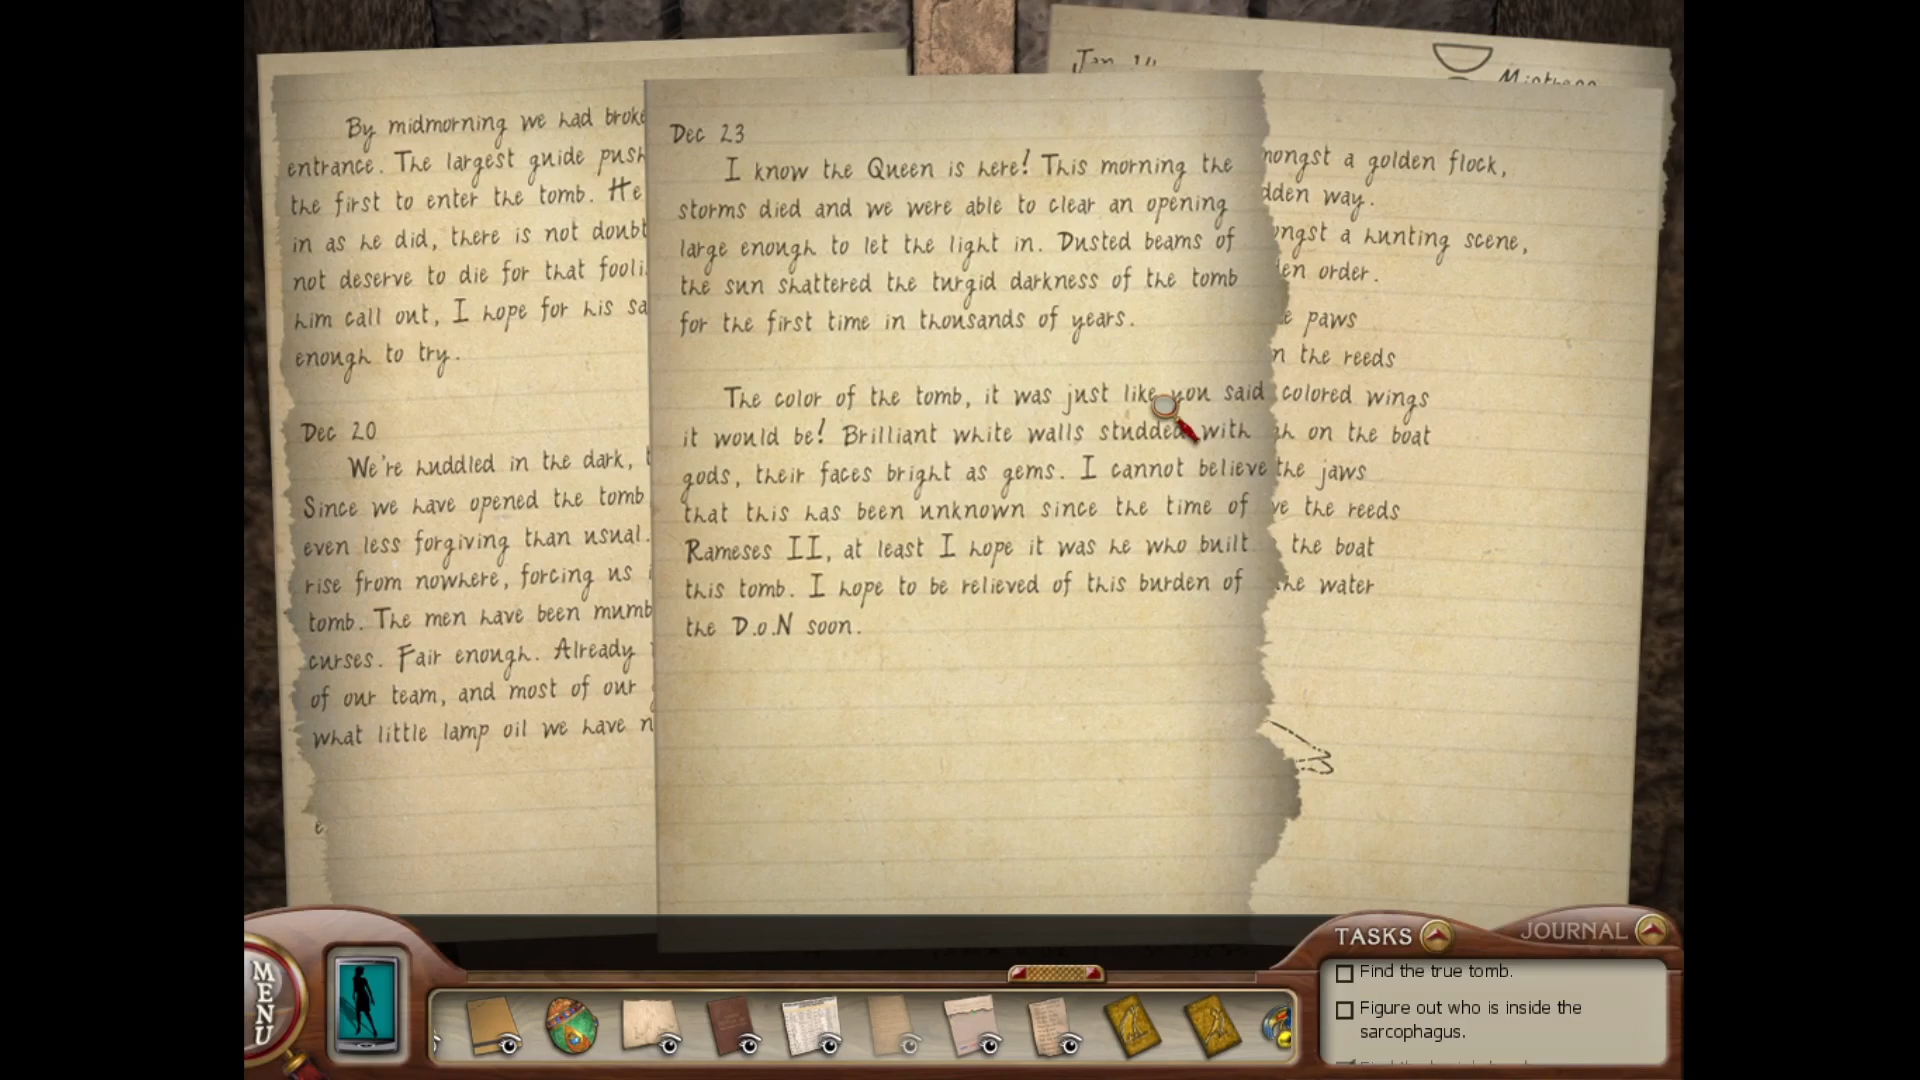 By midmorning we had broke
entrance. The largest guide push
the first to enter the tomb. He
in as he did, there is not doubt
not deserve to die for that fooli
him call out, I hope for his sa
enough to try.
Dec 20
We're huddled in the dark,
Since we have opened the tomb
even less forgiving than usual.
rise from nowhere, forcing us
tomb. The men have been mumb
curses. Fair enough. Already
of our team, and most of our
what little lamp oil we have n
Dec 23
I know the Queen is here! This morning the
storms died and we were able to clear an opening
large enough to let the light in. Dusted beams of
the sun shattered the turgid darkness of the tomb
for the first time in thousands of years.
The color of the tomb, it was just like you said
it would be! Brilliant white walls studded with
gods, their faces bright as gems. I cannot believe
that this has been unknown since the time of
Rameses II, at least I hope it was he who built
this tomb. I hope to be relieved of this burden of
the D.o.N soon.
Jan 14
Mistress
mongst a golden flock,
dden way.
ongst a hunting scene,
en order.
e paws
n the reeds
colored wings
h on the boat
the jaws
ve the reeds
the boat
the water
MENU
TASKS
JOURNAL
Find the true tomb.
Figure out who is inside the
sarcophagus.